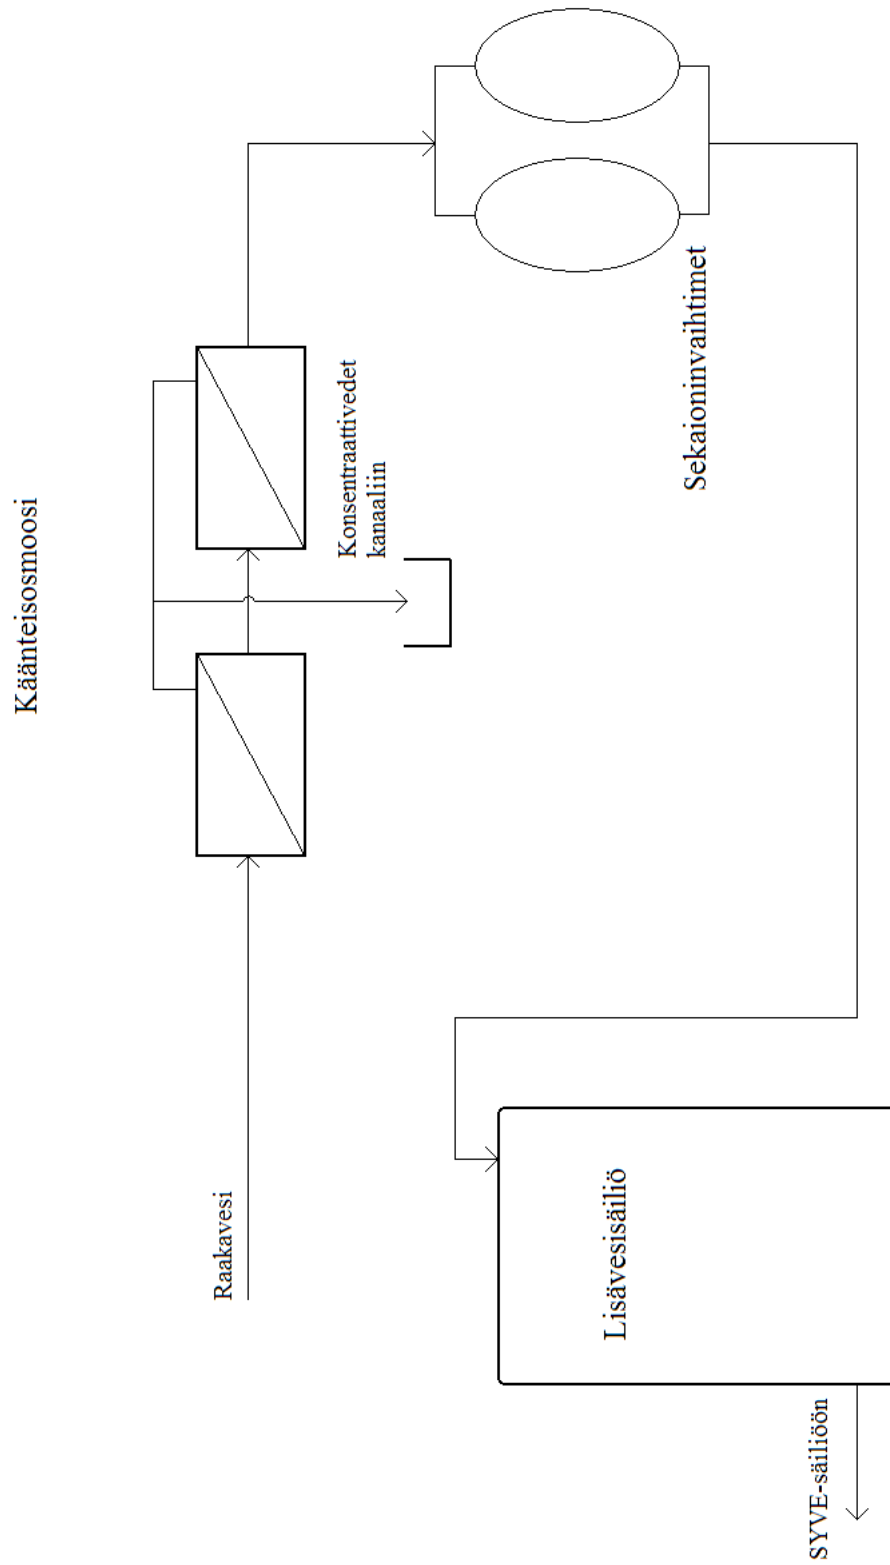 Käänteisosmoosi
Raakavesi
Konsentraattivedet
kanaaliin
Sekaioninvaihtimet
Lisävesisäiliö
SYVE-säiliöön